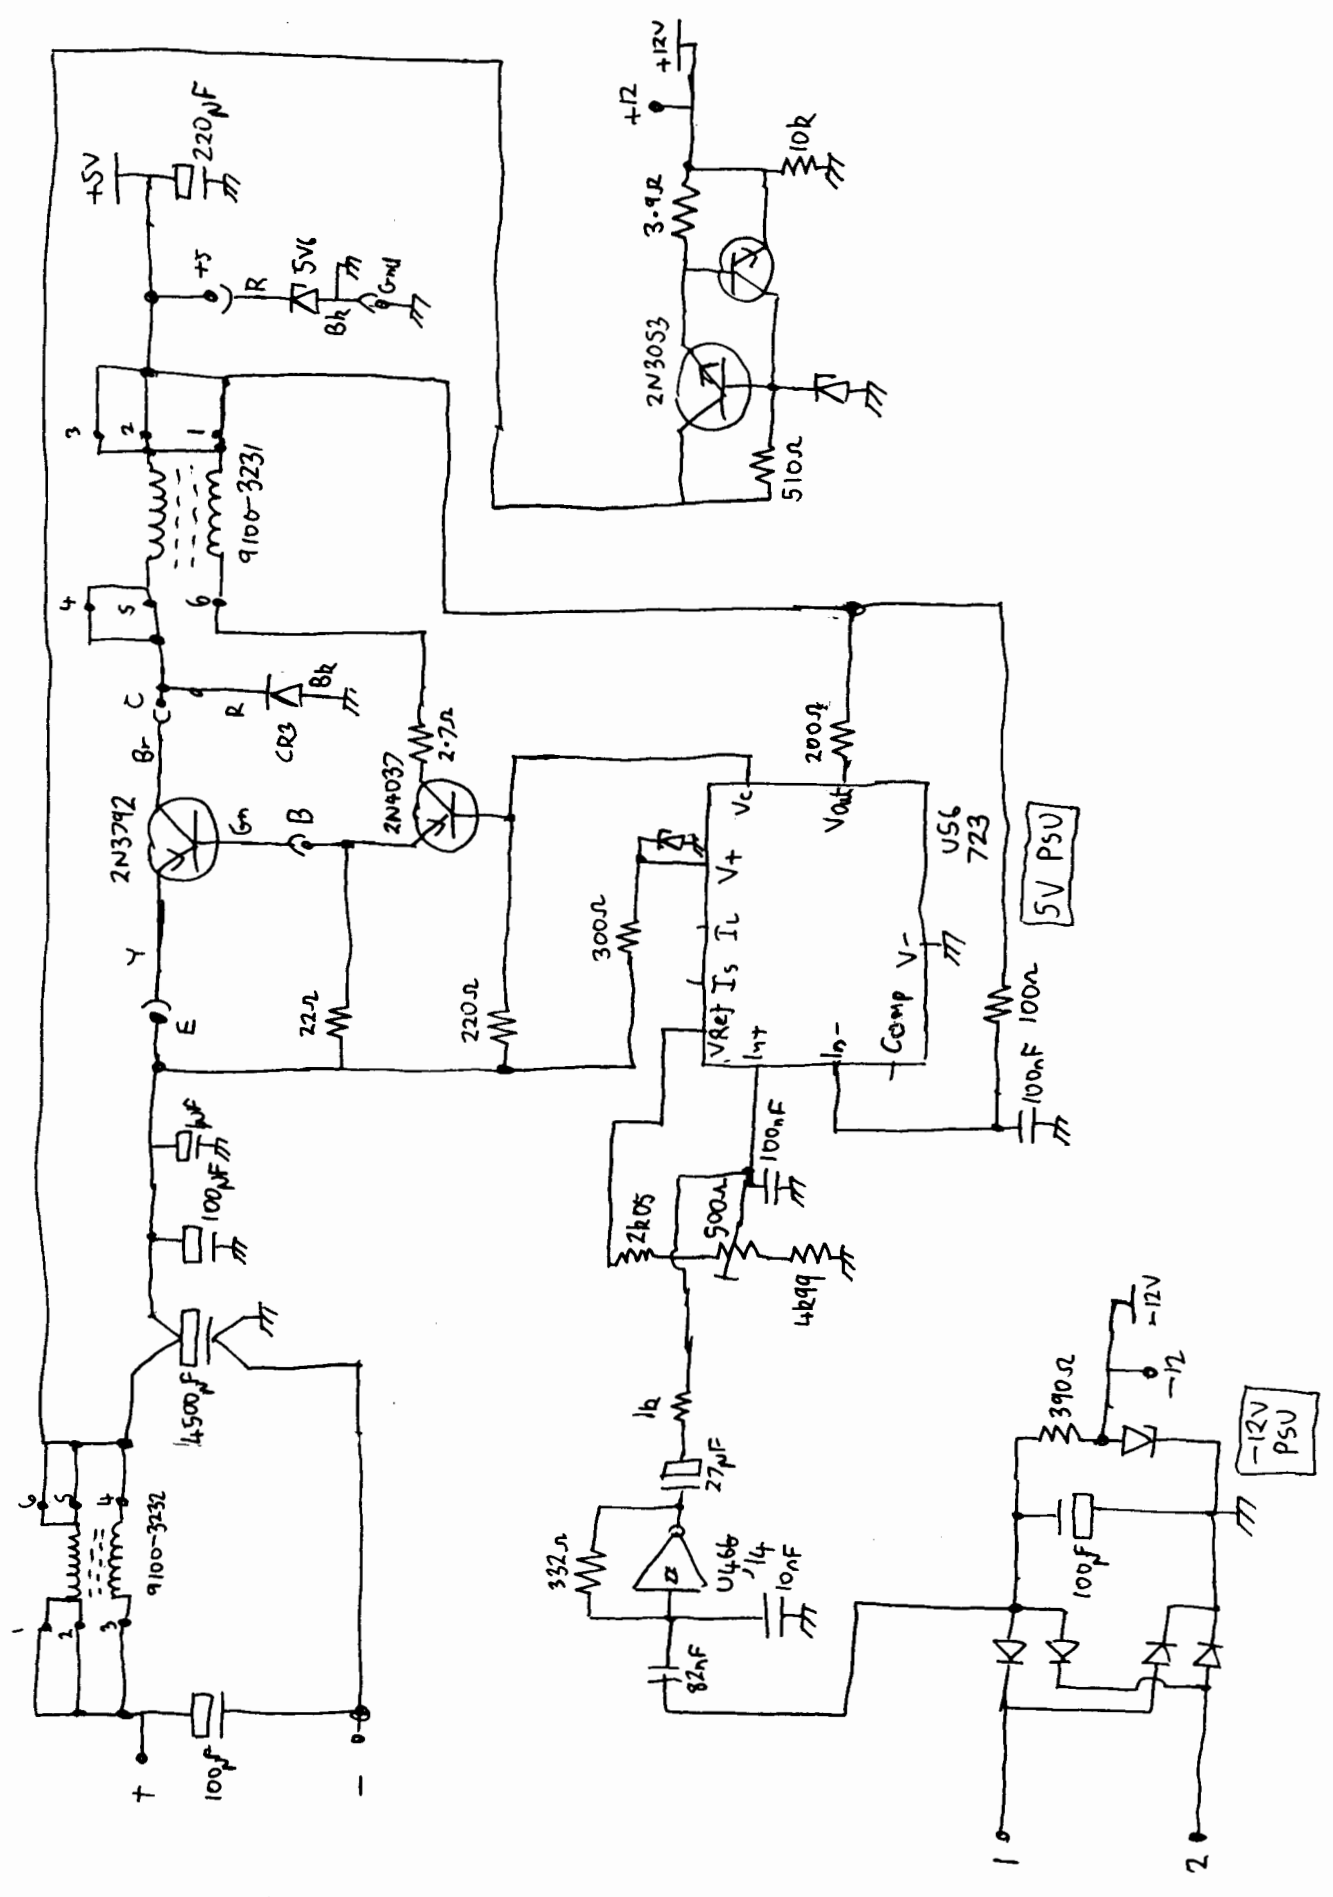 +5V
220µF
+5
R
5V6
Bk
Gnd
3
2
1
9100-3231
4
5
6
C
Br
R
CR3
Bk
2N3792
Gn
B
2N4037
2.7Ω
Y
E
22Ω
220Ω
300Ω
1µF
100µF
4500µF
6
5
4
9100-3232
1
2
3
+
100µF
-
+12V
+12
3.9Ω
10k
2N3053
510Ω
200Ω
Vc
Vout
V+
IL
Is
VRef
In+
In-
Comp
V-
U56
723
5V PSU
100Ω
100nF
100nF
2k05
500Ω
4k99
1k
27µF
332Ω
U466
'14
10nF
82nF
390Ω
-12V
-12
100µF
-12V
PSU
1
2